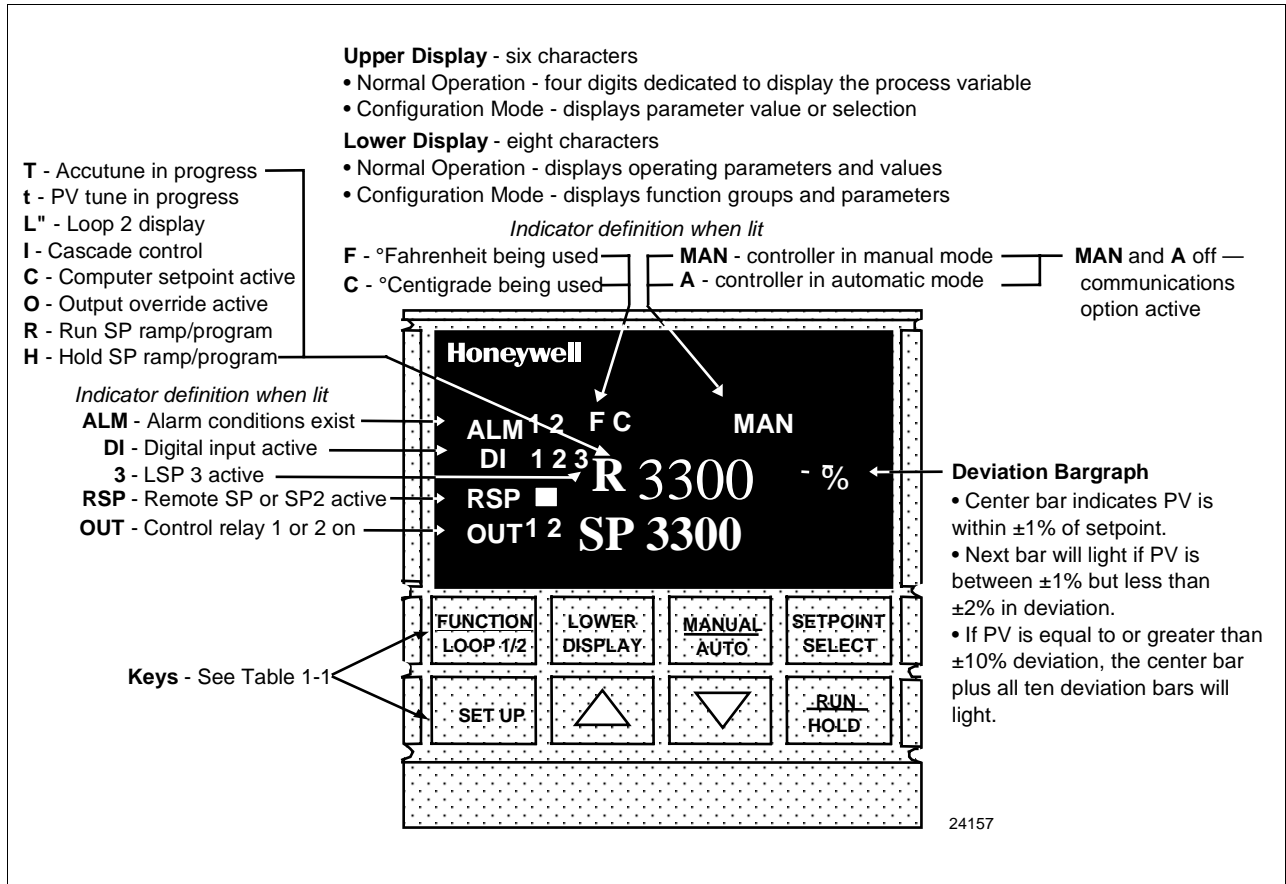 Upper Display - six characters
• Normal Operation - four digits dedicated to display the process variable
• Configuration Mode - displays parameter value or selection
Lower Display - eight characters
• Normal Operation - displays operating parameters and values
• Configuration Mode - displays function groups and parameters
T - Accutune in progress
t - PV tune in progress
L" - Loop 2 display
I - Cascade control
C - Computer setpoint active
O - Output override active
R - Run SP ramp/program
H - Hold SP ramp/program
Indicator definition when lit
F - °Fahrenheit being used
C - °Centigrade being used
MAN - controller in manual mode
A - controller in automatic mode
MAN and A off —
communications
option active
Indicator definition when lit
ALM - Alarm conditions exist
DI - Digital input active
3 - LSP 3 active
RSP - Remote SP or SP2 active
OUT - Control relay 1 or 2 on
Honeywell
ALM 1 2 F C MAN
DI 1 2 3 R 3300 - %
RSP
OUT 1 2 SP 3300
Deviation Bargraph
• Center bar indicates PV is
within ±1% of setpoint.
• Next bar will light if PV is
between ±1% but less than
±2% in deviation.
• If PV is equal to or greater than
±10% deviation, the center bar
plus all ten deviation bars will
light.
Keys - See Table 1-1
FUNCTION
LOOP 1/2
LOWER
DISPLAY
MANUAL
AUTO
SETPOINT
SELECT
SET UP
RUN
HOLD
24157